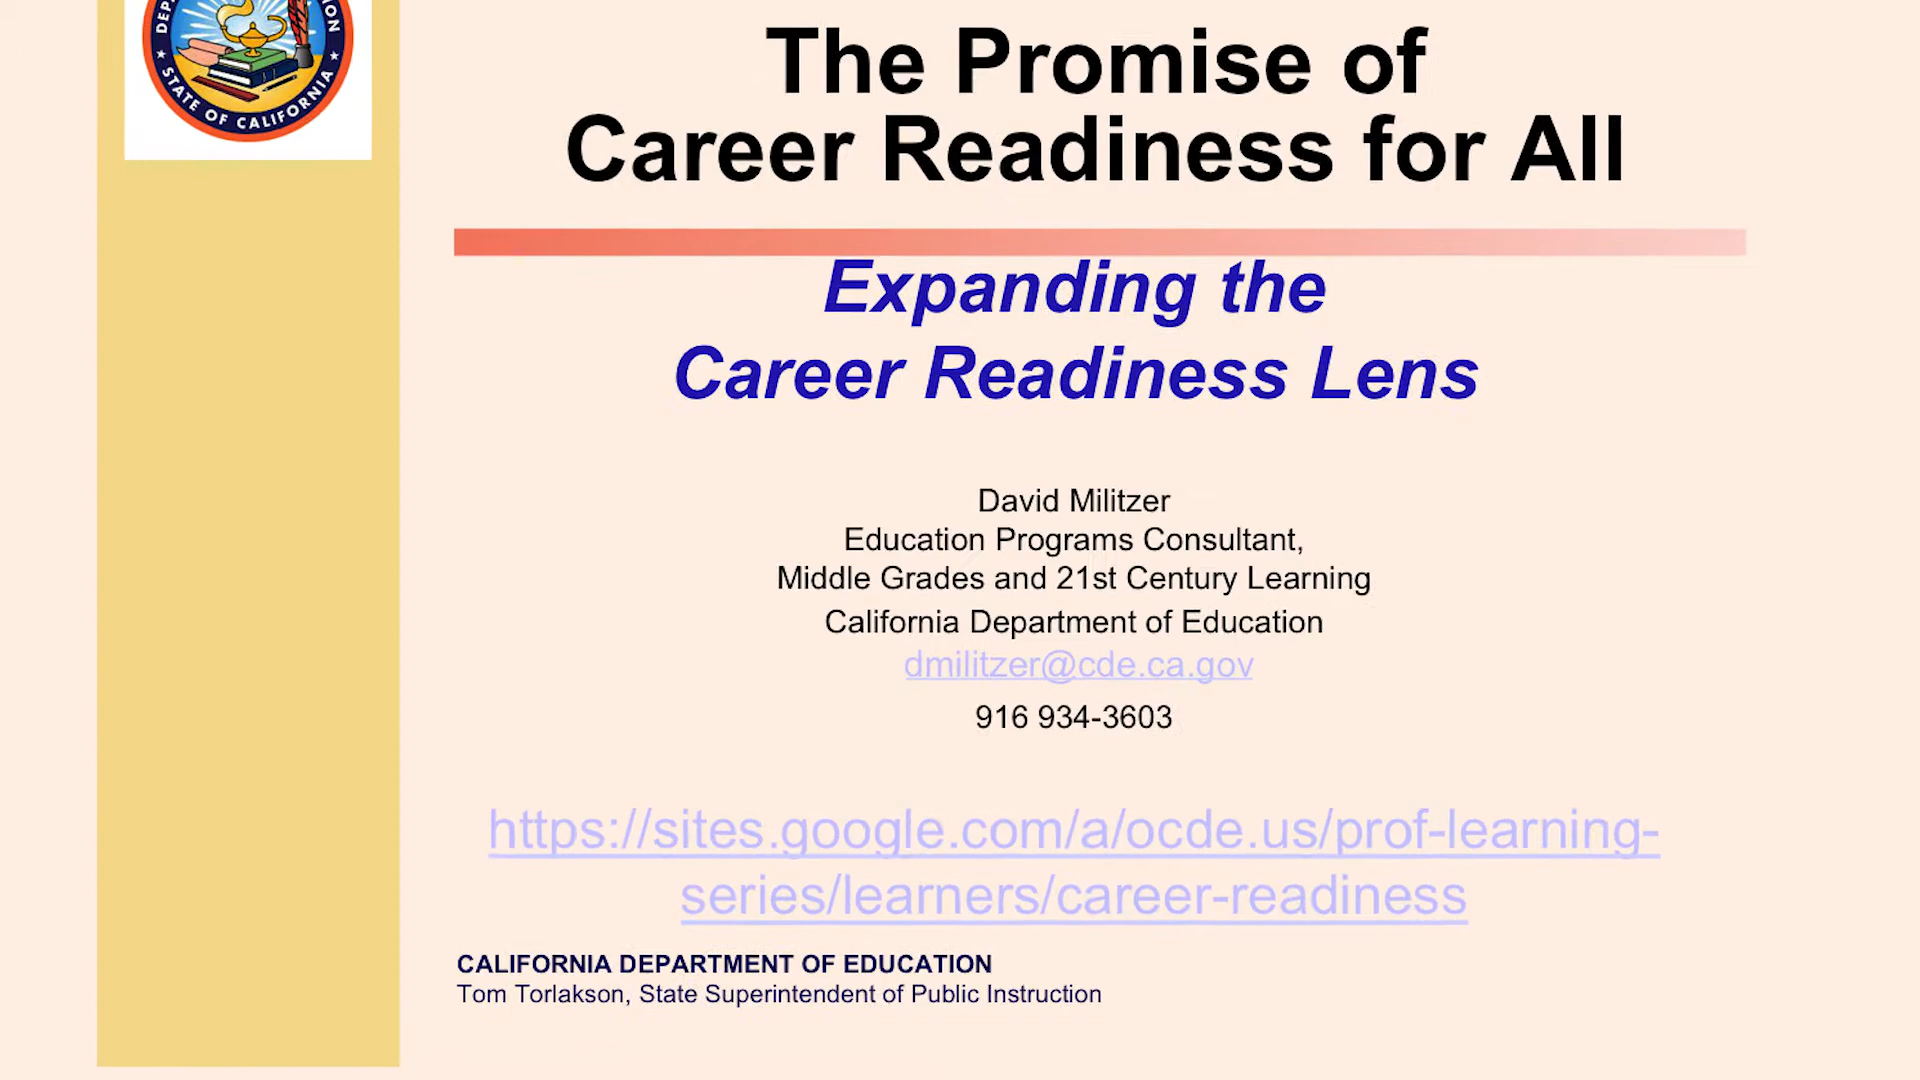 STATE OF CALIFORNIA
The Promise of
Career Readiness for All
Expanding the
Career Readiness Lens
David Militzer
Education Programs Consultant,
Middle Grades and 21st Century Learning
California Department of Education
dmilitzer@cde.ca.gov
916 934-3603
https://sites.google.com/a/ocde.us/prof-learning-
series/learners/career-readiness
CALIFORNIA DEPARTMENT OF EDUCATION
Tom Torlakson, State Superintendent of Public Instruction